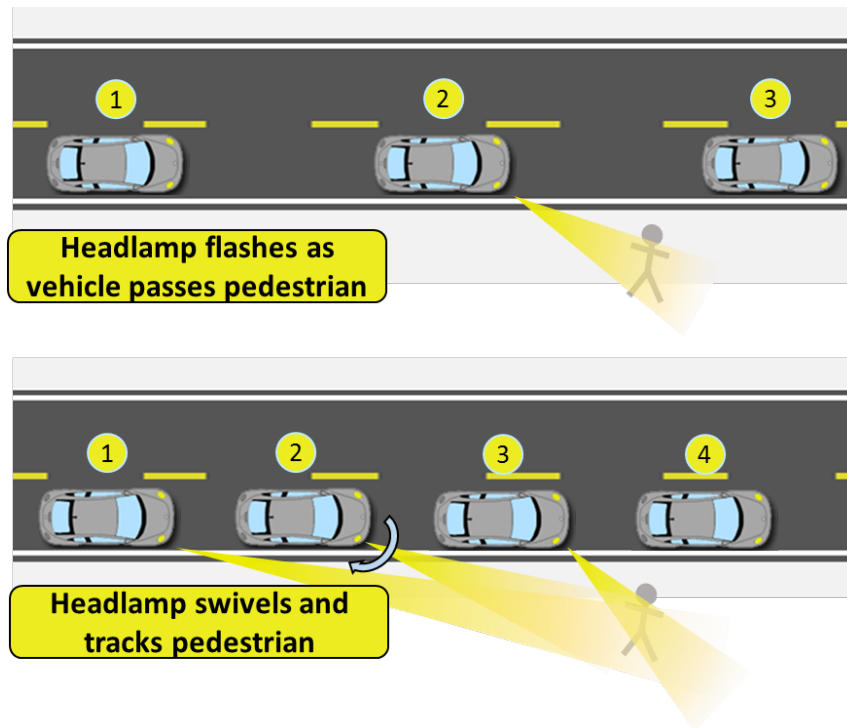 1
2
3
Headlamp flashes as
vehicle passes pedestrian
1
2
3
4
Headlamp swivels and
tracks pedestrian